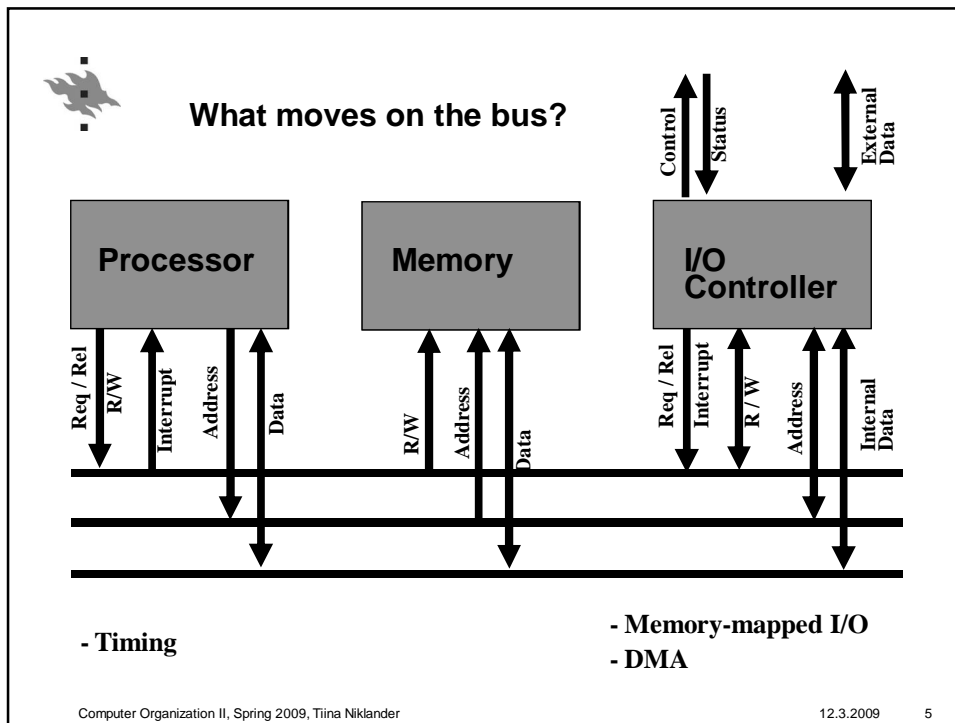 What moves on the bus?
Control
Status
External
Data
Processor
Memory
I/O
Controller
Req / Rel
R/W
Interrupt
Address
Data
R/W
Address
Data
Req / Rel
Interrupt
R / W
Address
Internal
Data
- Timing
- Memory-mapped I/O
- DMA
Computer Organization II, Spring 2009, Tiina Niklander
12.3.2009
5